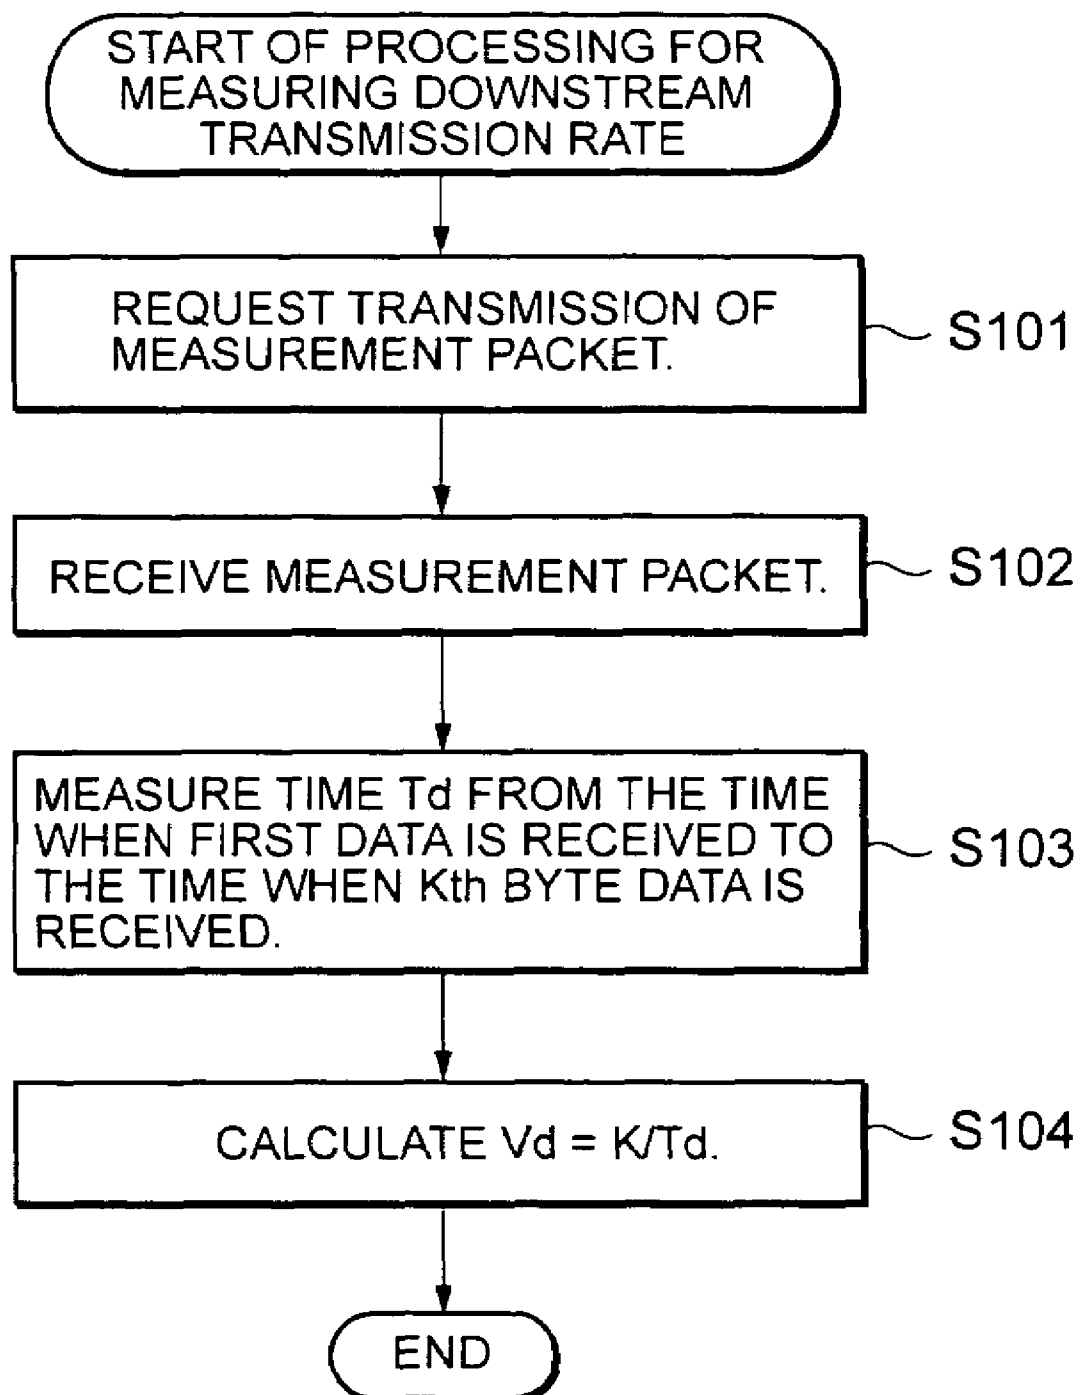 START OF PROCESSING FOR
MEASURING DOWNSTREAM
TRANSMISSION RATE
REQUEST TRANSMISSION OF
MEASUREMENT PACKET.
S101
RECEIVE MEASUREMENT PACKET.
S102
MEASURE TIME Td FROM THE TIME
WHEN FIRST DATA IS RECEIVED TO
THE TIME WHEN Kth BYTE DATA IS
RECEIVED.
S103
CALCULATE Vd = K/Td.
S104
END